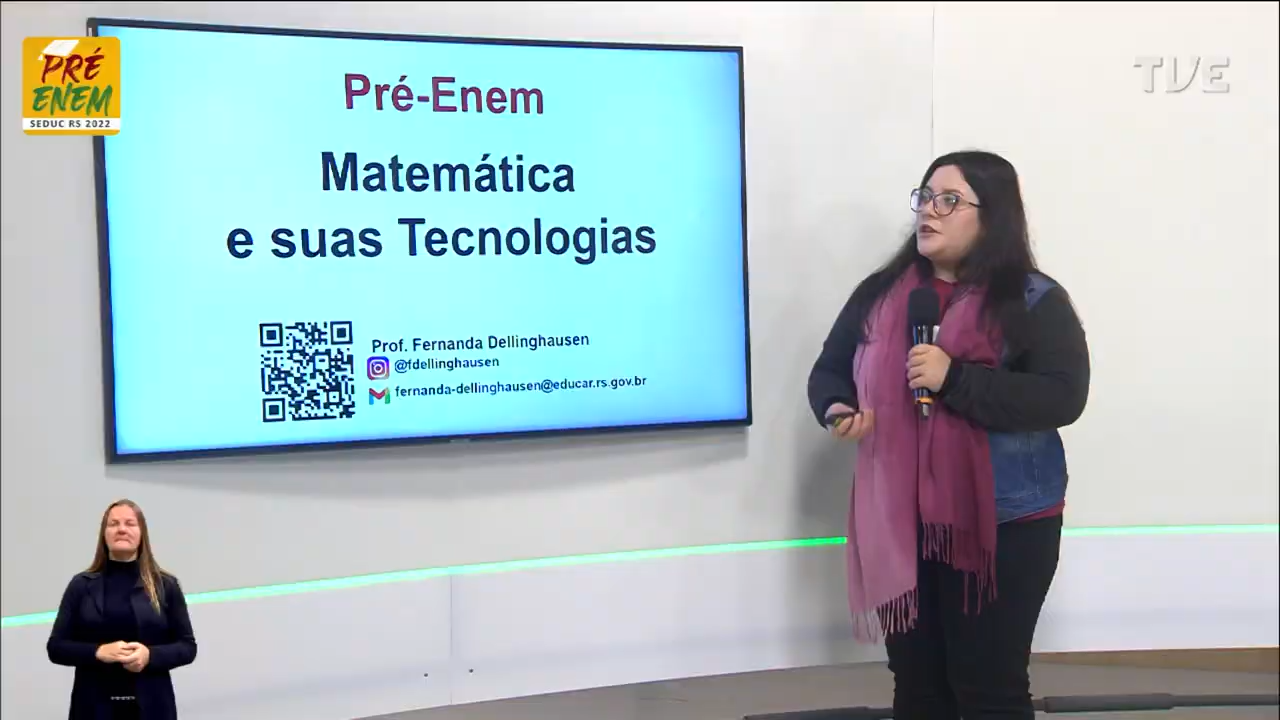 PRÉ
ENEM
SEDUC RS 2022
TVE
Pré-Enem
Matemática
e suas Tecnologias
Prof. Fernanda Dellinghausen
@fdellinghausen
fernanda-dellinghausen@educar.rs.gov.br